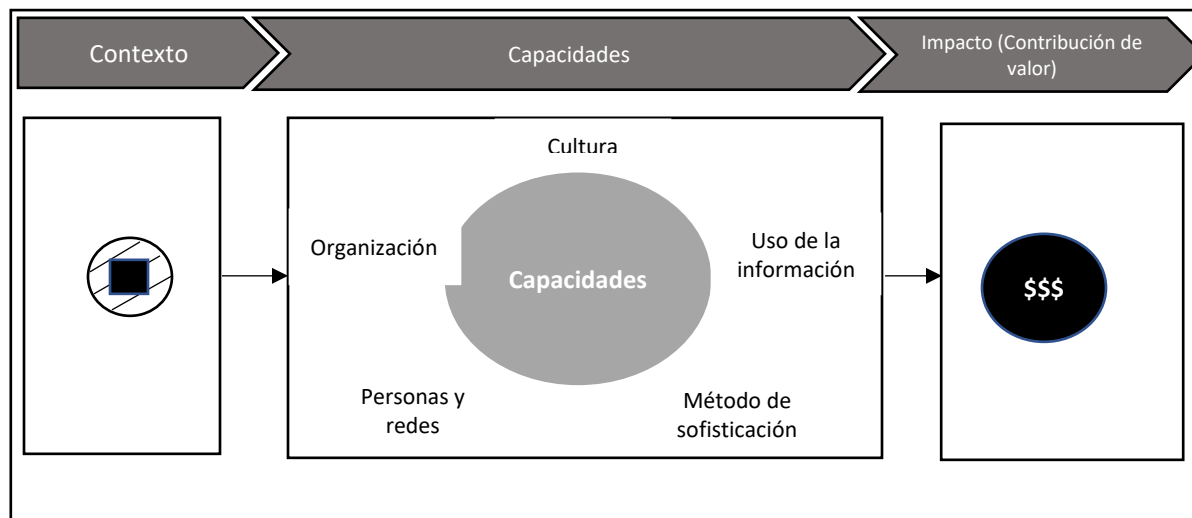 Contexto
Capacidades
Impacto (Contribución de
valor)
Cultura
Organización
Capacidades
Uso de la
información
Personas y
redes
Método de
sofisticación
$$$